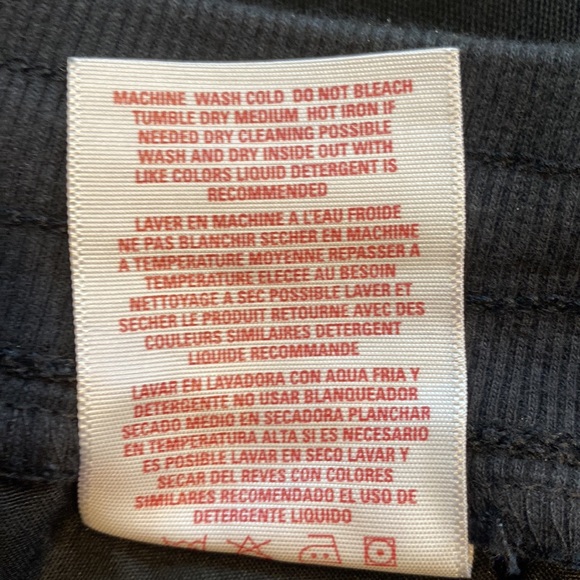 MACHINE WASH COLD DO NOT BLEACH
TUMBLE DRY MEDIUM HOT IRON IF
NEEDED DRY CLEANING POSSIBLE
WASH AND DRY INSIDE OUT WITH
LIKE COLORS LIQUID DETERGENT IS
RECOMMENDED
LAVER EN MACHINE A L'EAU FROIDE
NE PAS BLANCHIR SECHER EN MACHINE
A TEMPERATURE MOYENNE REPASSER A
TEMPERATURE ELECEE AU BESOIN
NETTOYAGE A SEC POSSIBLE LAVER ET
SECHER LE PRODUIT RETOURNE AVEC DES
COULEURS SIMILAIRES DETERGENT
LIQUIDE RECOMMANDE
LAVAR EN LAVADORA CON AQUA FRIA Y
DETERGENTE NO USAR BLANQUEADOR
SECADO MEDIO EN SECADORA PLANCHAR
EN TEMPERATURA ALTA SI ES NECESARIO
ES POSIBLE LAVAR EN SECO LAVAR Y
SECAR DEL REVES CON COLORES
SIMILARES RECOMENDADO EL USO DE
DETERGENTE LIQUIDO